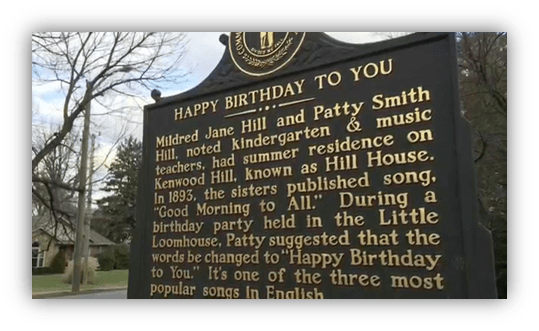 HAPPY BIRTHDAY TO YOU
Mildred Jane Hill and Patty Smith
Hill, noted kindergarten & music
teachers, had summer residence on
Kenwood Hill, known as Hill House.
In 1893, the sisters published song,
"Good Morning to All." During a
birthday party held in the Little
Loomhouse, Patty suggested that the
words be changed to "Happy Birthday
to You." It's one of the three most
popular songs in English